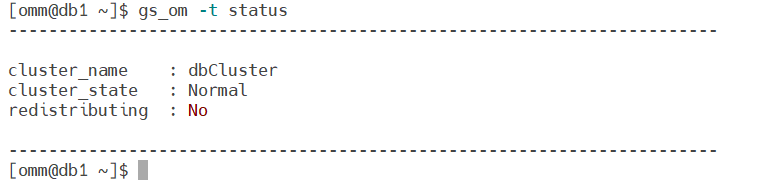 [omm@db1 ~]$ gs_om -t status
-----------------------------------------------------------------------
cluster_name    : dbCluster
cluster_state   : Normal
redistributing  : No
-----------------------------------------------------------------------
[omm@db1 ~]$